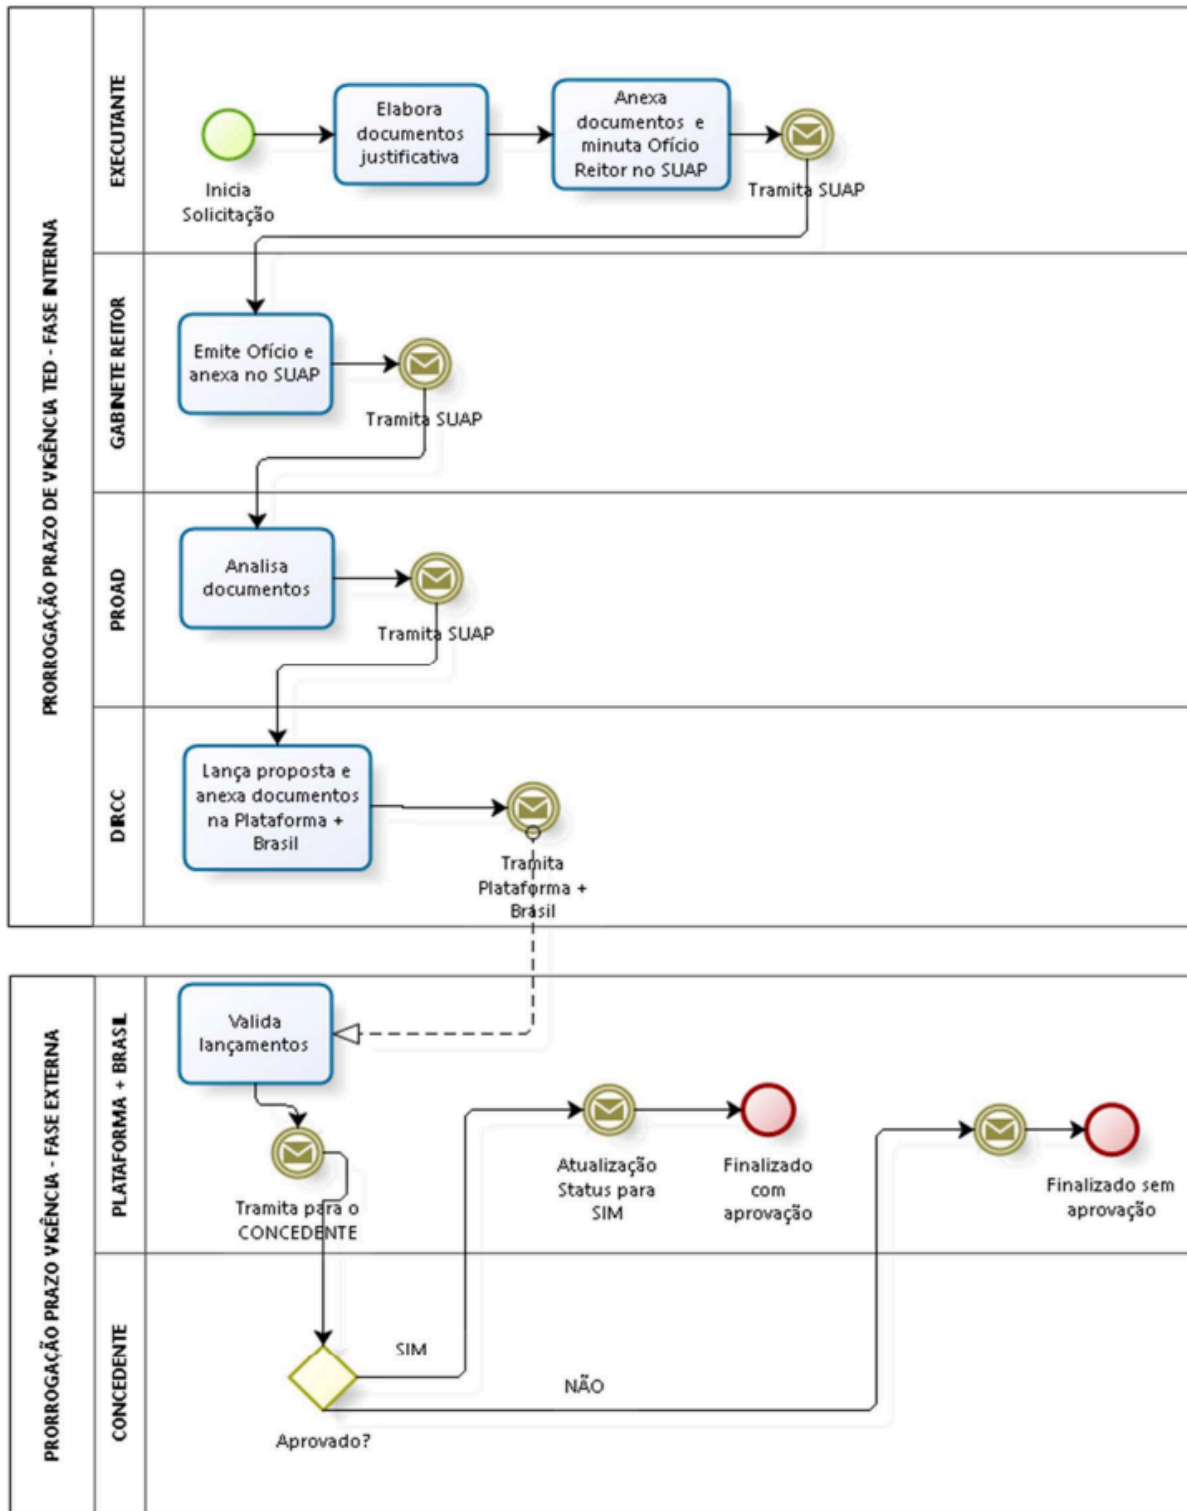 PRORROGAÇÃO PRAZO DE VIGÊNCIA TED - FASE INTERNA
EXECUTANTE
Inicia
Solicitação
Elabora
documentos
justificativa
Anexa
documentos e
minuta Ofício
Reitor no SUAP
Tramita SUAP
GABINETE REITOR
Emite Ofício e
anexa no SUAP
Tramita SUAP
PROAD
Analisa
documentos
Tramita SUAP
DIRCC
Lança proposta e
anexa documentos
na Plataforma +
Brasil
Tramita
Plataforma +
Brasil
PRORROGAÇÃO PRAZO VIGÊNCIA - FASE EXTERNA
PLATAFORMA + BRASIL
Valida
lançamentos
Tramita para o
CONCEDENTE
Atualização
Status para
SIM
Finalizado
com
aprovação
Finalizado sem
aprovação
CONCEDENTE
SIM
NÃO
Aprovado?